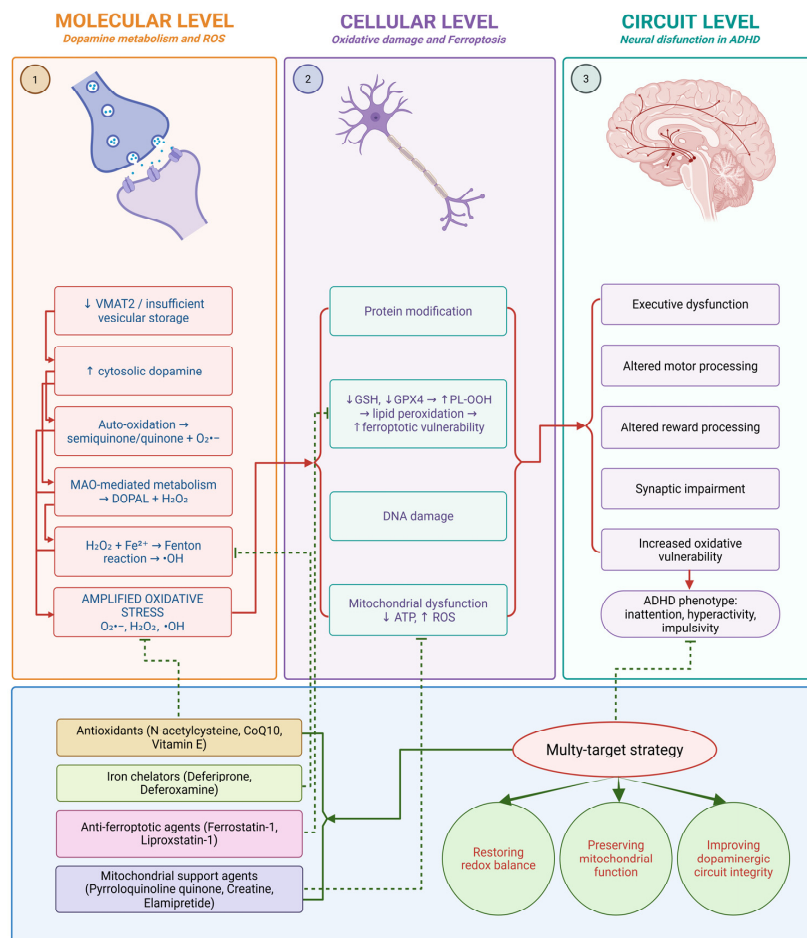 MOLECULAR LEVEL
Dopamine metabolism and ROS
1
↓ VMAT2 / insufficient
vesicular storage
↑ cytosolic dopamine
Auto-oxidation →
semiquinone/quinone + O₂•−
MAO-mediated metabolism
→ DOPAL + H₂O₂
H₂O₂ + Fe²⁺ → Fenton
reaction → •OH
AMPLIFIED OXIDATIVE
STRESS
O₂•−, H₂O₂, •OH
CELLULAR LEVEL
Oxidative damage and Ferroptosis
2
Protein modification
↓GSH, ↓GPX4 → ↑PL-OOH
→ lipid peroxidation →
↑ferroptotic vulnerability
DNA damage
Mitochondrial dysfunction
↓ ATP, ↑ ROS
CIRCUIT LEVEL
Neural disfunction in ADHD
3
Executive dysfunction
Altered motor processing
Altered reward processing
Synaptic impairment
Increased oxidative
vulnerability
ADHD phenotype:
inattention, hyperactivity,
impulsivity
Antioxidants (N acetylcysteine, CoQ10,
Vitamin E)
Iron chelators (Deferiprone,
Deferoxamine)
Anti-ferroptotic agents (Ferrostatin-1,
Liproxstatin-1)
Mitochondrial support agents
(Pyrroloquinoline quinone, Creatine,
Elamipretide)
Multy-target strategy
Restoring
redox balance
Preserving
mitochondrial
function
Improving
dopaminergic
circuit integrity